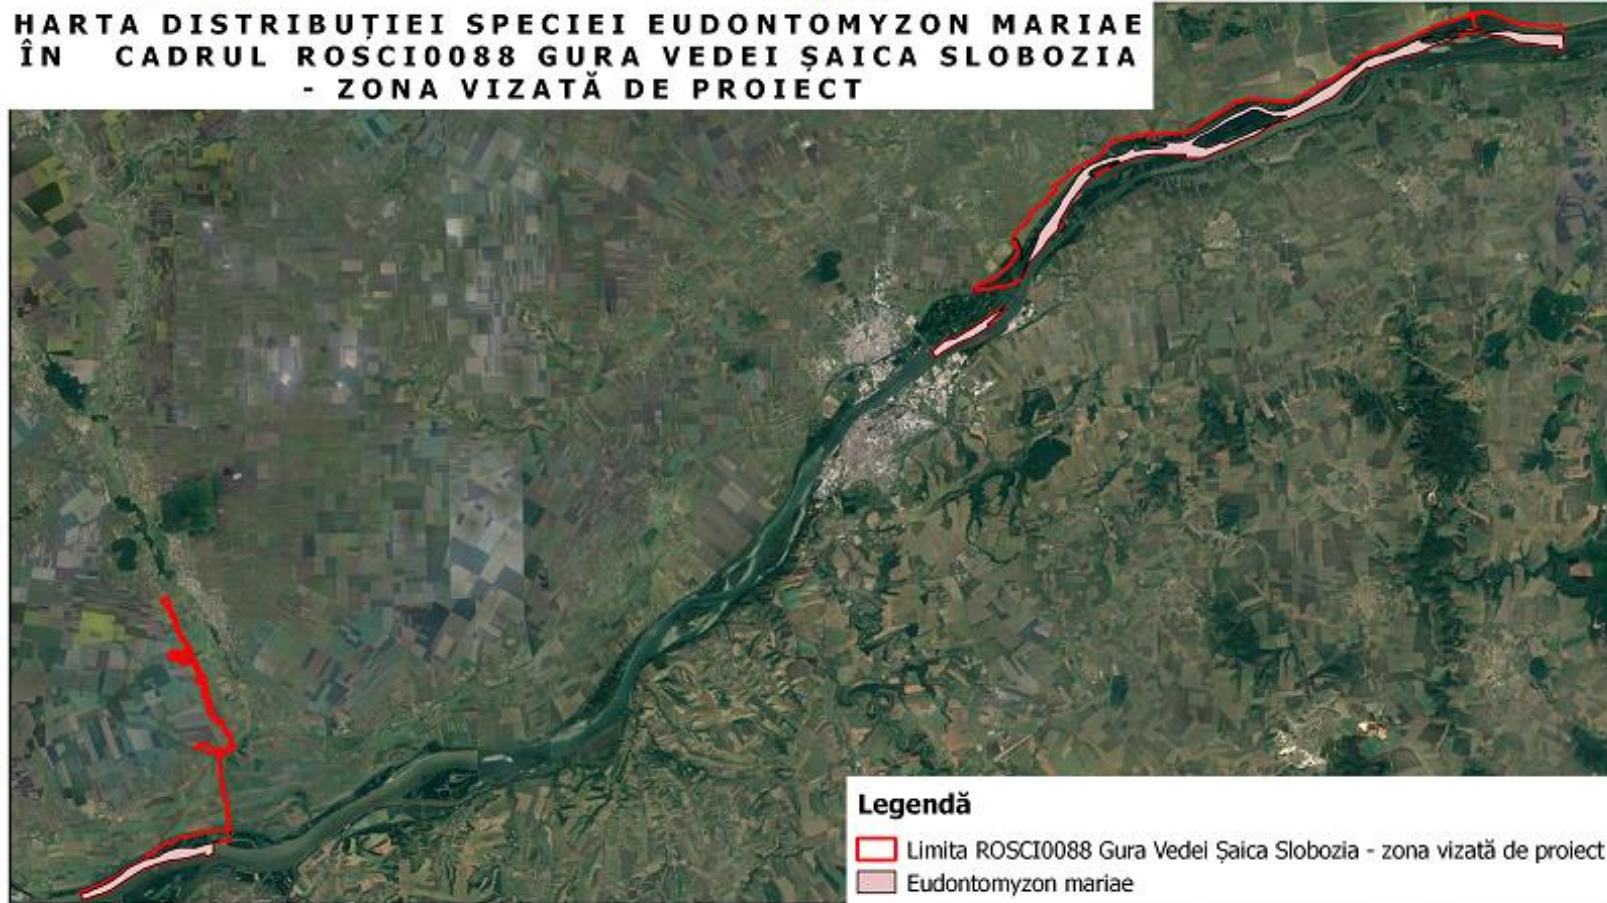 HARTA DISTRIBUȚIEI SPECIEI EUDONTOMYZON MARIAE
ÎN CADRUL ROSCI0088 GURA VEDEI ȘAICA SLOBOZIA
- ZONA VIZATĂ DE PROIECT
Legendă
Limita ROSCI0088 Gura Vedei Șaica Slobozia - zona vizată de proiect
Eudontomyzon mariae